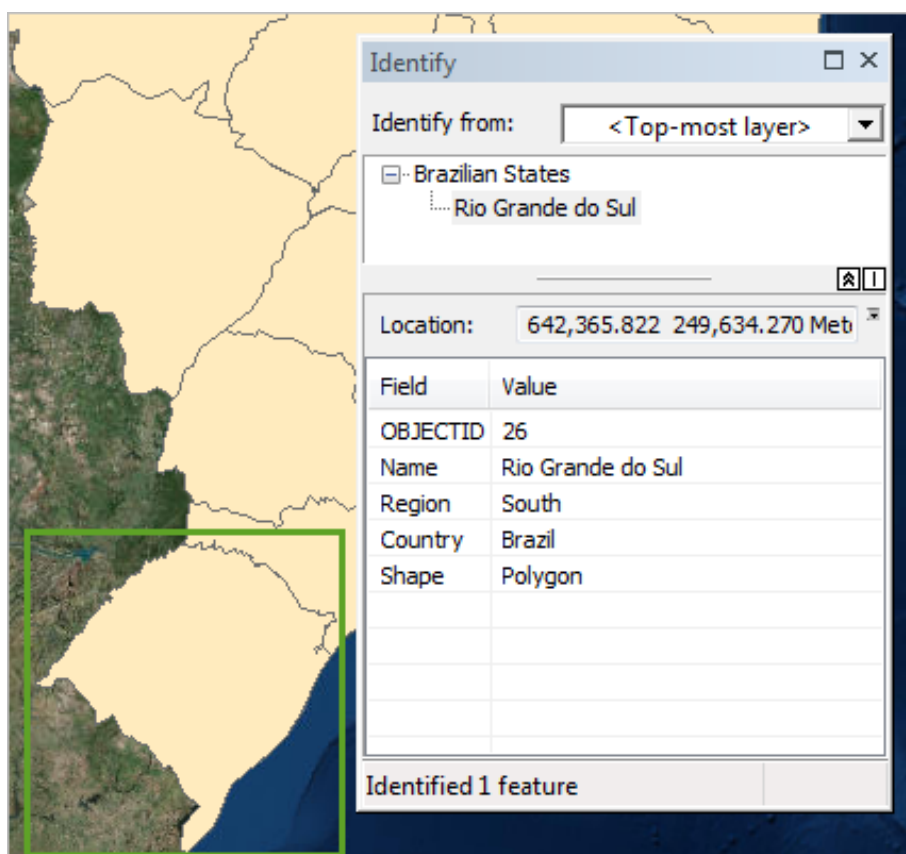 Identify
Identify from: <Top-most layer>
Brazilian States
Rio Grande do Sul
Location: 642,365.822 249,634.270 Met
Field Value
OBJECTID 26
Name Rio Grande do Sul
Region South
Country Brazil
Shape Polygon
Identified 1 feature